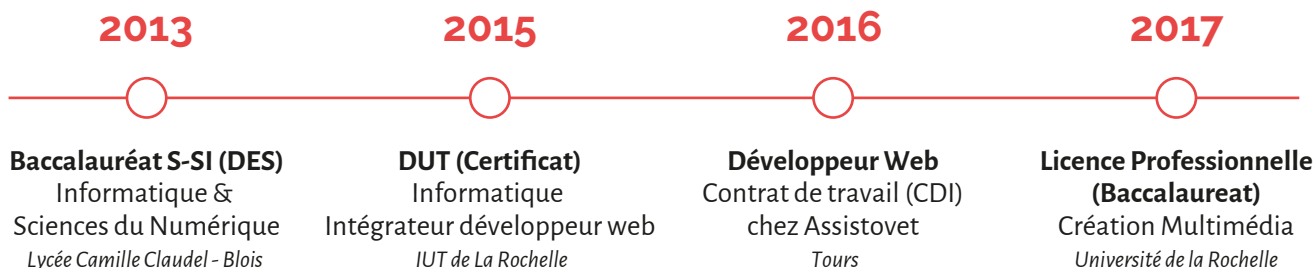 2013
2015
2016
2017
Baccalauréat S-SI (DES)
Informatique &
Sciences du Numérique
Lycée Camille Claudel - Blois
DUT (Certificat)
Informatique
Intégrateur développeur web
IUT de La Rochelle
Développeur Web
Contrat de travail (CDI)
chez Assistovet
Tours
Licence Professionnelle
(Baccalaureat)
Création Multimédia
Université de la Rochelle